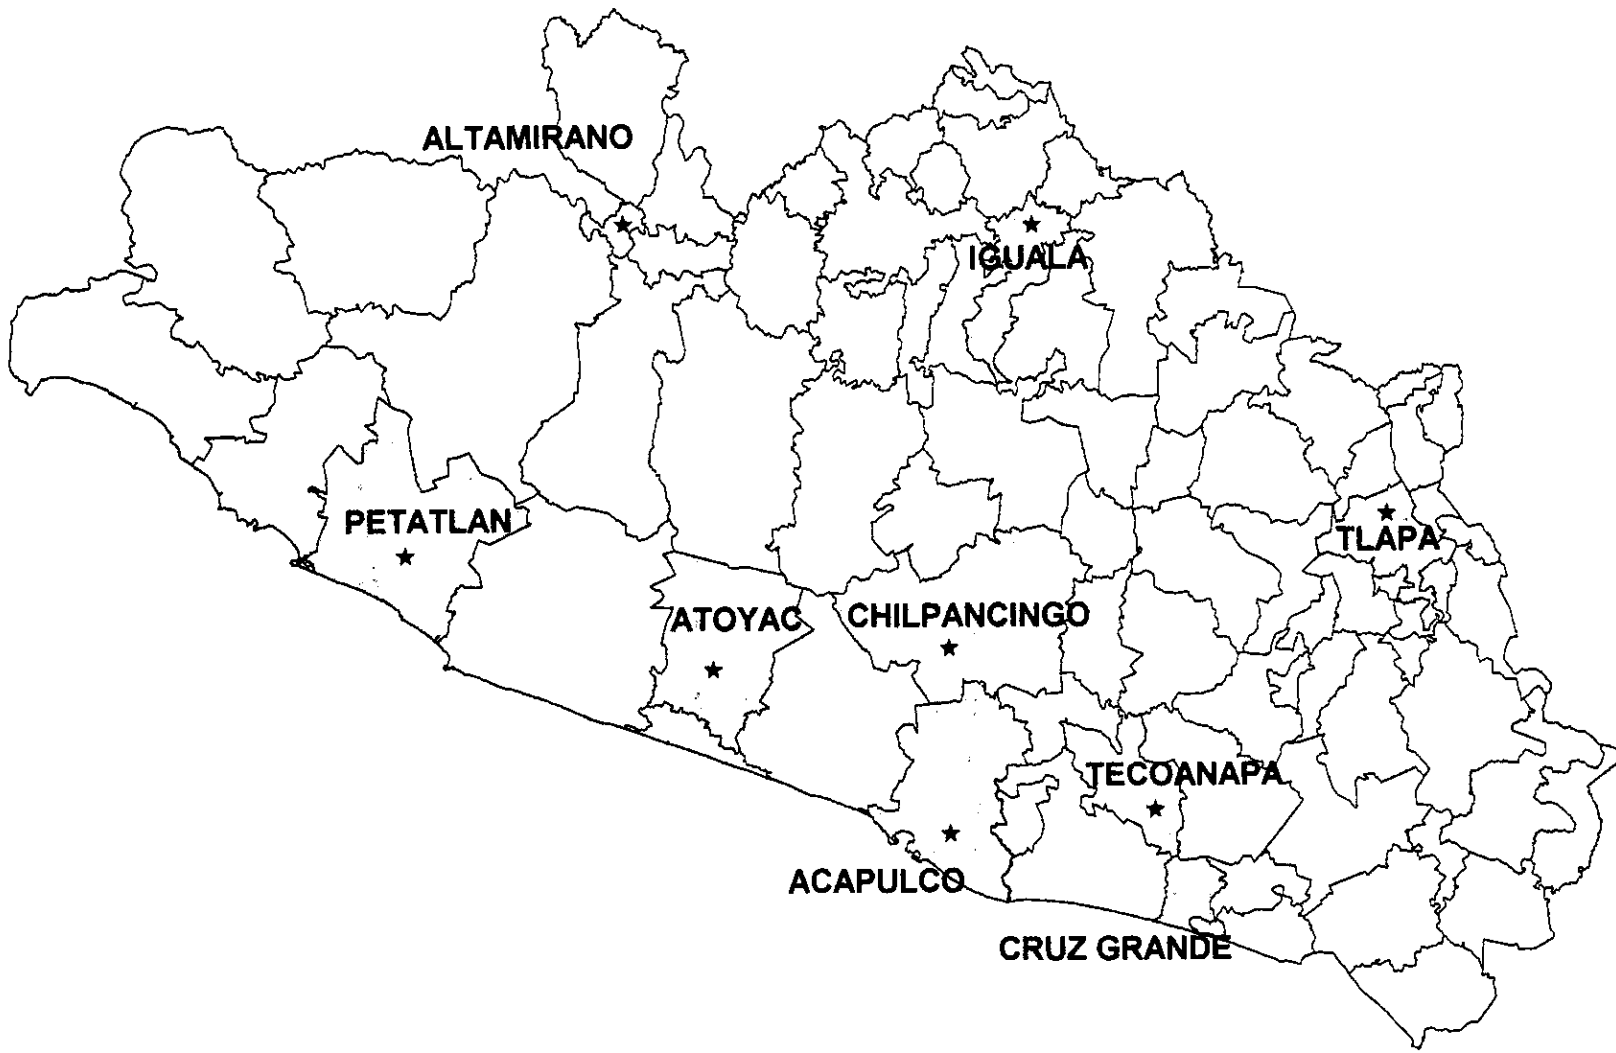 ALTAMIRANO
IGUALA
PETATLAN
TLAPA
ATOYAC
CHILPANCINGO
TECOANAPA
ACAPULCO
CRUZ GRANDE